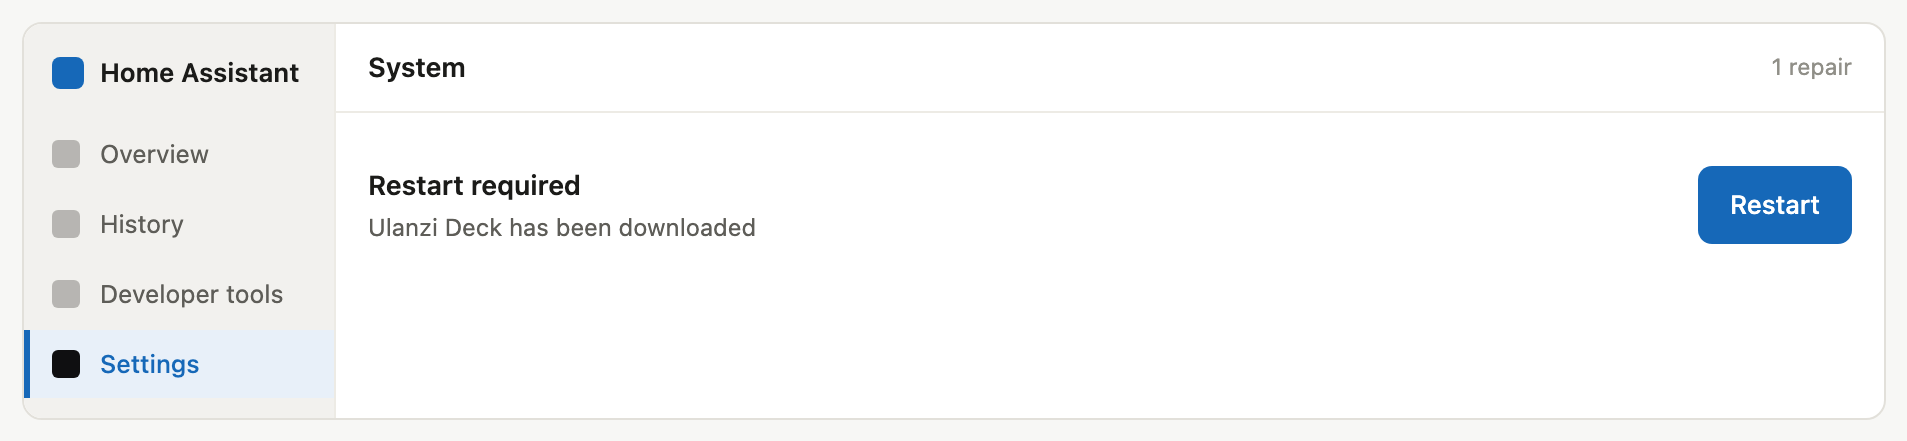 Home Assistant
Overview
History
Developer tools
Settings
System
1 repair
Restart required
Ulanzi Deck has been downloaded
Restart